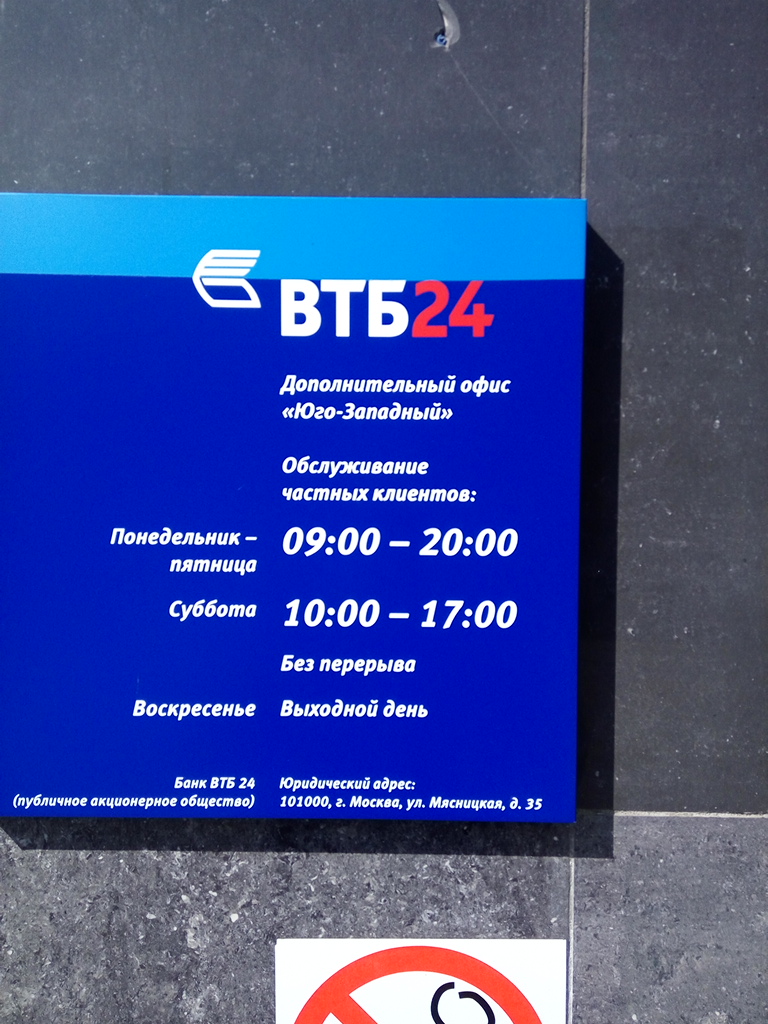 ВТБ24
Дополнительный офис
«Юго-Западный»
Обслуживание
частных клиентов:
Понедельник –
пятница
09:00 – 20:00
Суббота
10:00 – 17:00
Без перерыва
Воскресенье
Выходной день
Банк ВТБ 24
(публичное акционерное общество)
Юридический адрес:
101000, г. Москва, ул. Мясницкая, д. 35